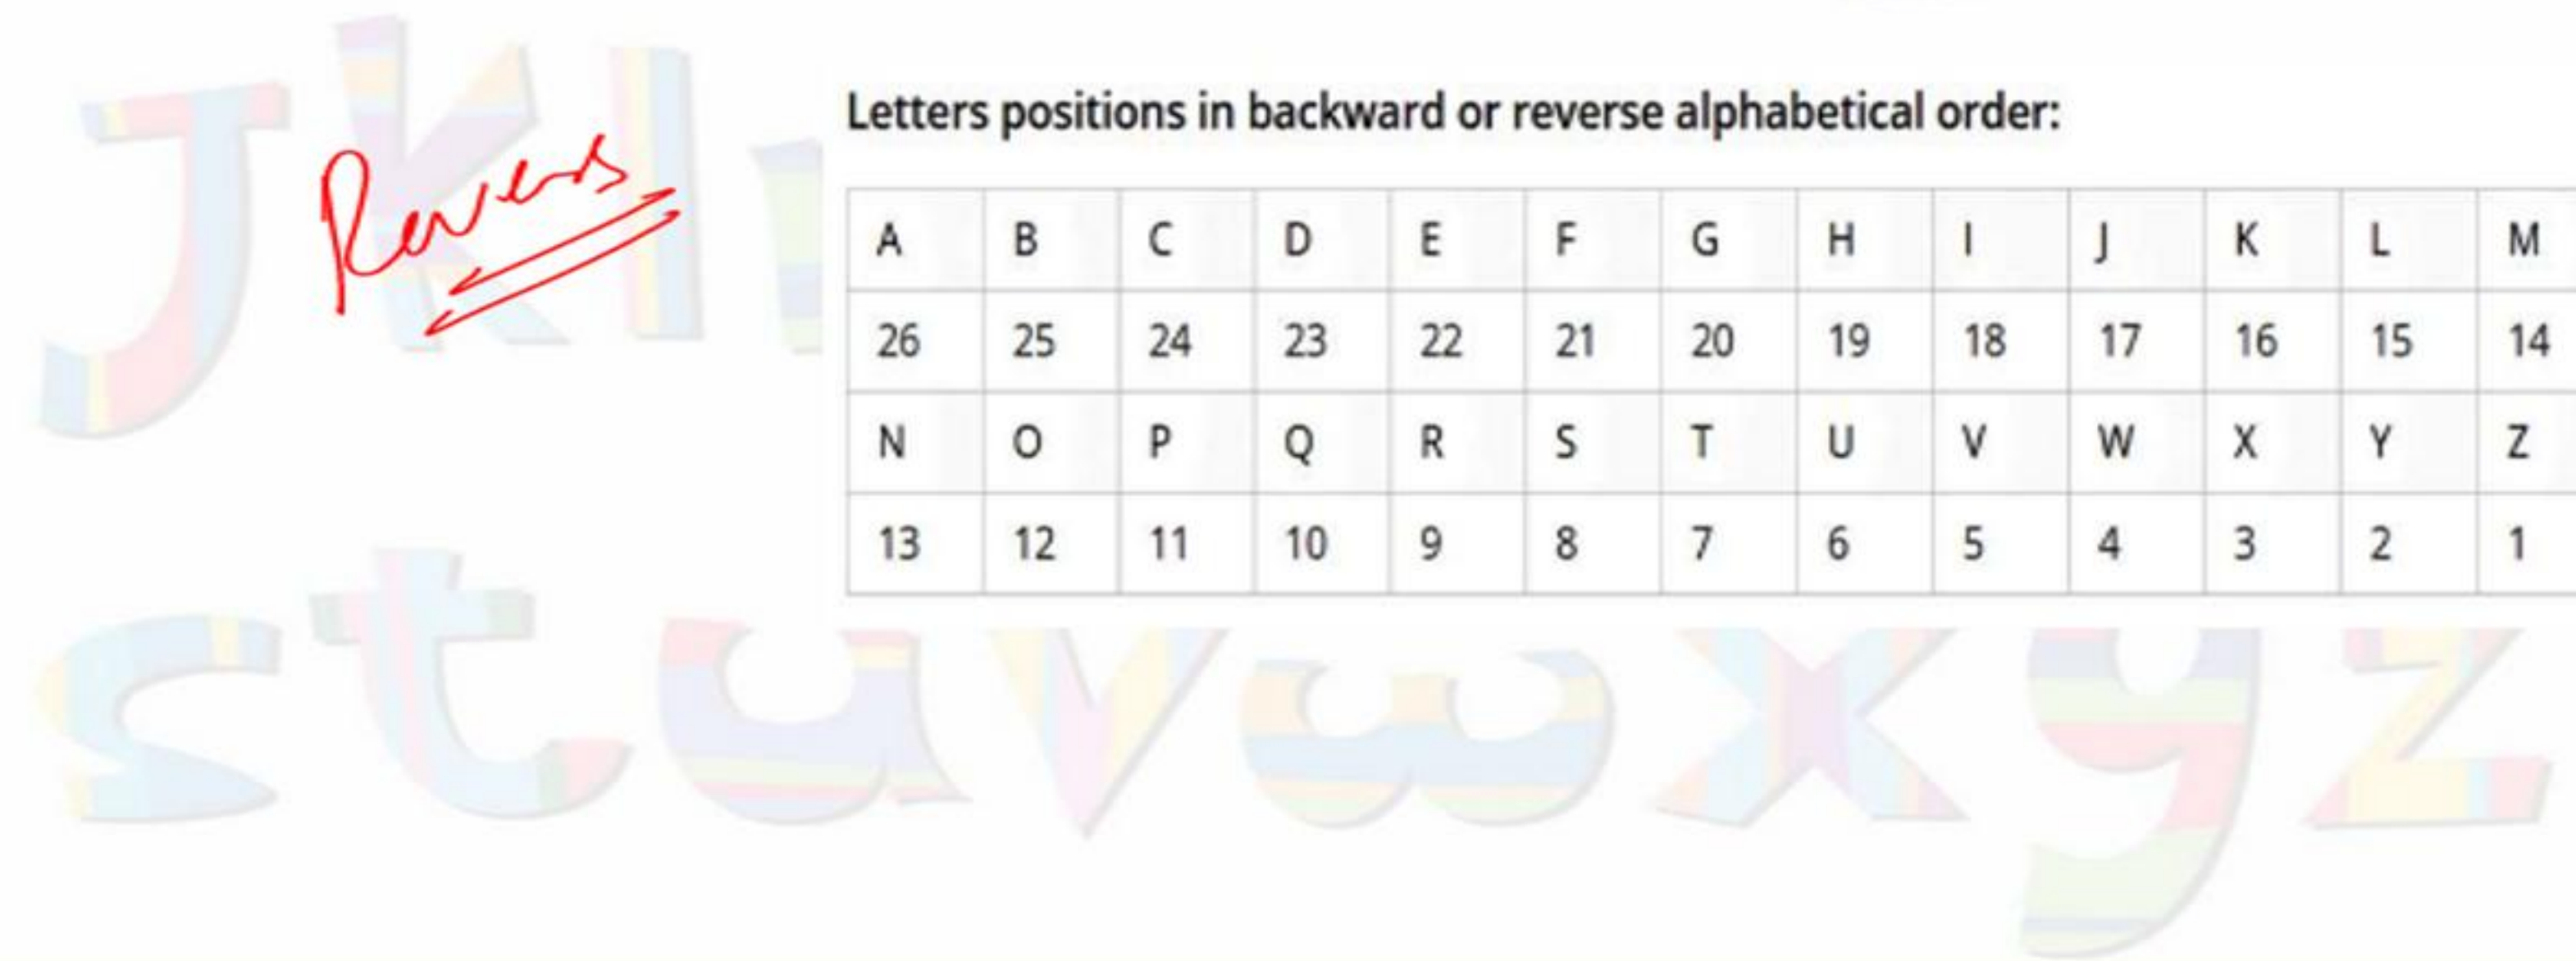 Revers
Letters positions in backward or reverse alphabetical order:
A B C D E F G H I J K L M
26 25 24 23 22 21 20 19 18 17 16 15 14
N O P Q R S T U V W X Y Z
13 12 11 10 9 8 7 6 5 4 3 2 1
J k l
s t u v w x y z